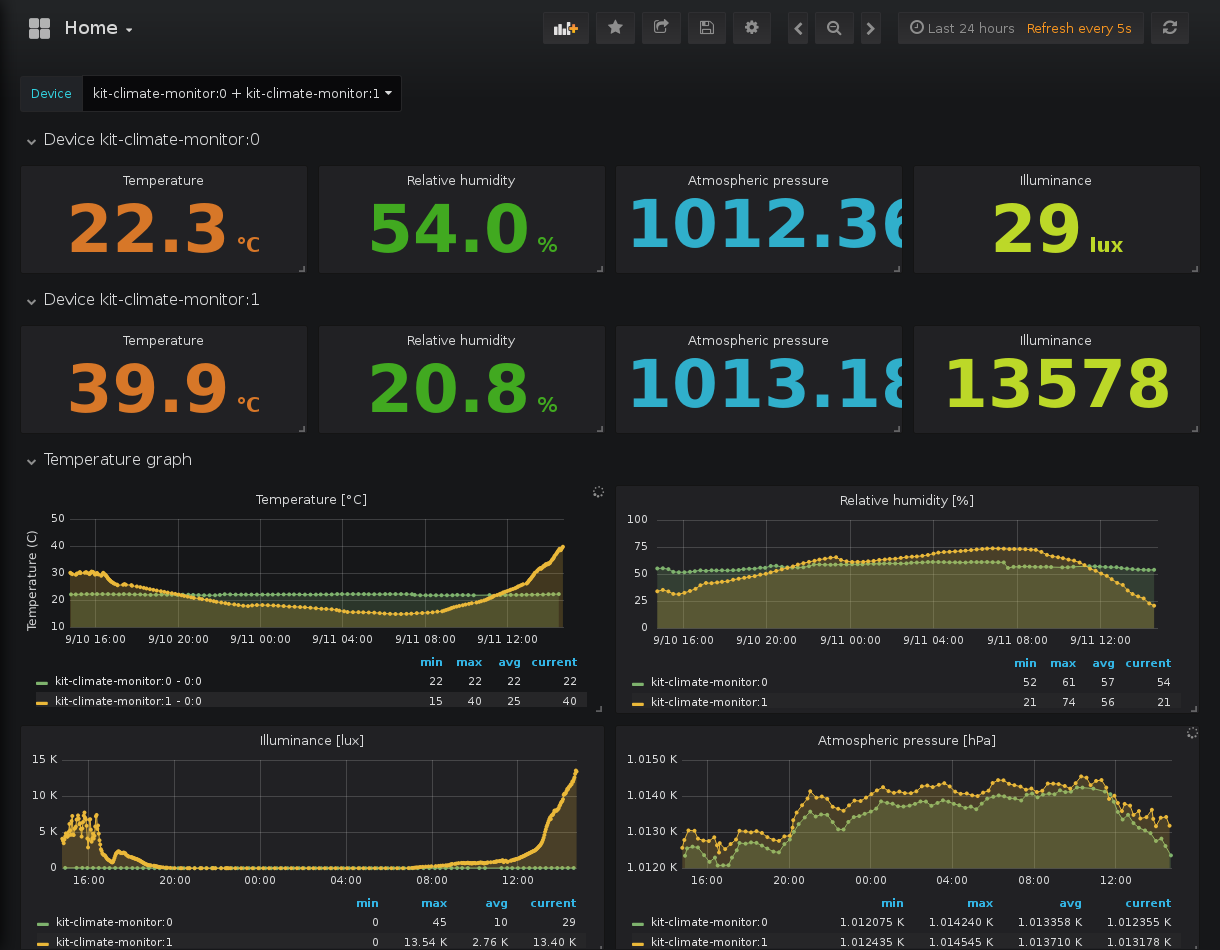 Home
Last 24 hours Refresh every 5s
Device kit-climate-monitor:0 + kit-climate-monitor:1
Device kit-climate-monitor:0
Temperature Relative humidity Atmospheric pressure Illuminance
22.3 °C 54.0 % 1012.36 29 lux
Device kit-climate-monitor:1
Temperature Relative humidity Atmospheric pressure Illuminance
39.9 °C 20.8 % 1013.18 13578
Temperature graph
Temperature [°C]
Temperature (C)
50
40
30
20
10
9/10 16:00 9/10 20:00 9/11 00:00 9/11 04:00 9/11 08:00 9/11 12:00
min max avg current
kit-climate-monitor:0 - 0:0 22 22 22 22
kit-climate-monitor:1 - 0:0 15 40 25 40
Relative humidity [%]
100
75
50
25
0
9/10 16:00 9/10 20:00 9/11 00:00 9/11 04:00 9/11 08:00 9/11 12:00
min max avg current
kit-climate-monitor:0 52 61 57 54
kit-climate-monitor:1 21 74 56 21
Illuminance [lux]
15 K
10 K
5 K
0
16:00 20:00 00:00 04:00 08:00 12:00
min max avg current
kit-climate-monitor:0 0 45 10 29
kit-climate-monitor:1 0 13.54 K 2.76 K 13.40 K
Atmospheric pressure [hPa]
1.0150 K
1.0140 K
1.0130 K
1.0120 K
16:00 20:00 00:00 04:00 08:00 12:00
min max avg current
kit-climate-monitor:0 1.012075 K 1.014240 K 1.013358 K 1.012355 K
kit-climate-monitor:1 1.012435 K 1.014545 K 1.013710 K 1.013178 K